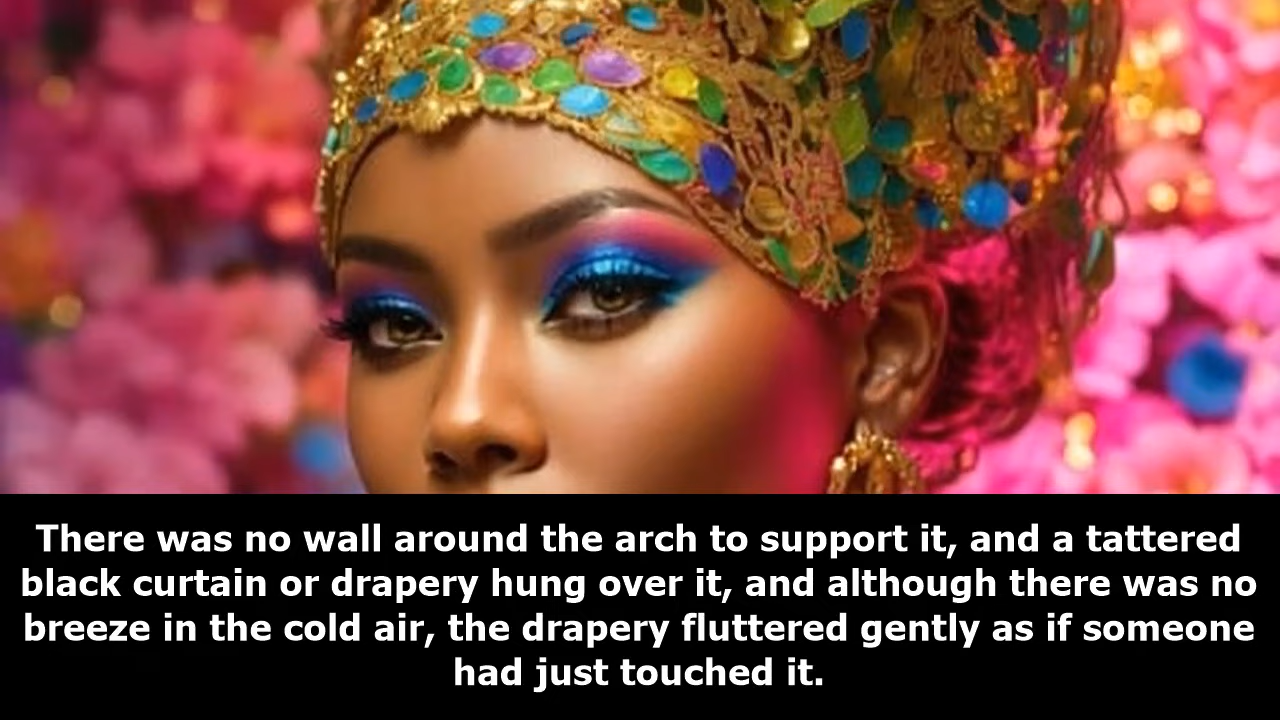 There was no wall around the arch to support it, and a tattered
black curtain or drapery hung over it, and although there was no
breeze in the cold air, the drapery fluttered gently as if someone
had just touched it.